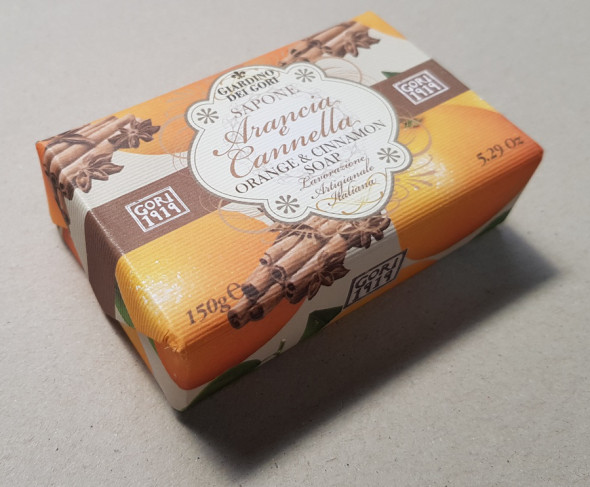 GIARDINO
DEI GORI
SAPONE
Arancia
e
Cannella
ORANGE & CINNAMON
SOAP
Lavorazione
Artigianale
Italiana
GORI
1919
GORI
1919
GORI
1919
150g℮
5.29 Oz